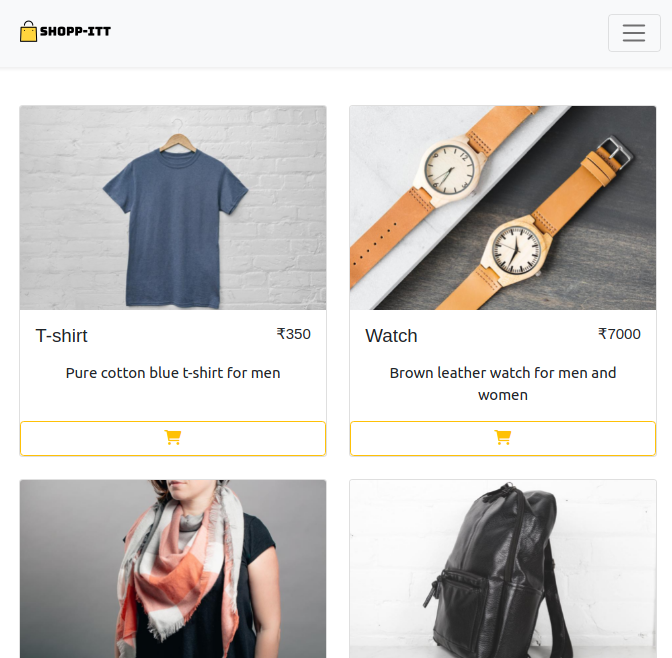 SHOPP-ITT
T-shirt ₹350
Pure cotton blue t-shirt for men
Watch ₹7000
Brown leather watch for men and
women